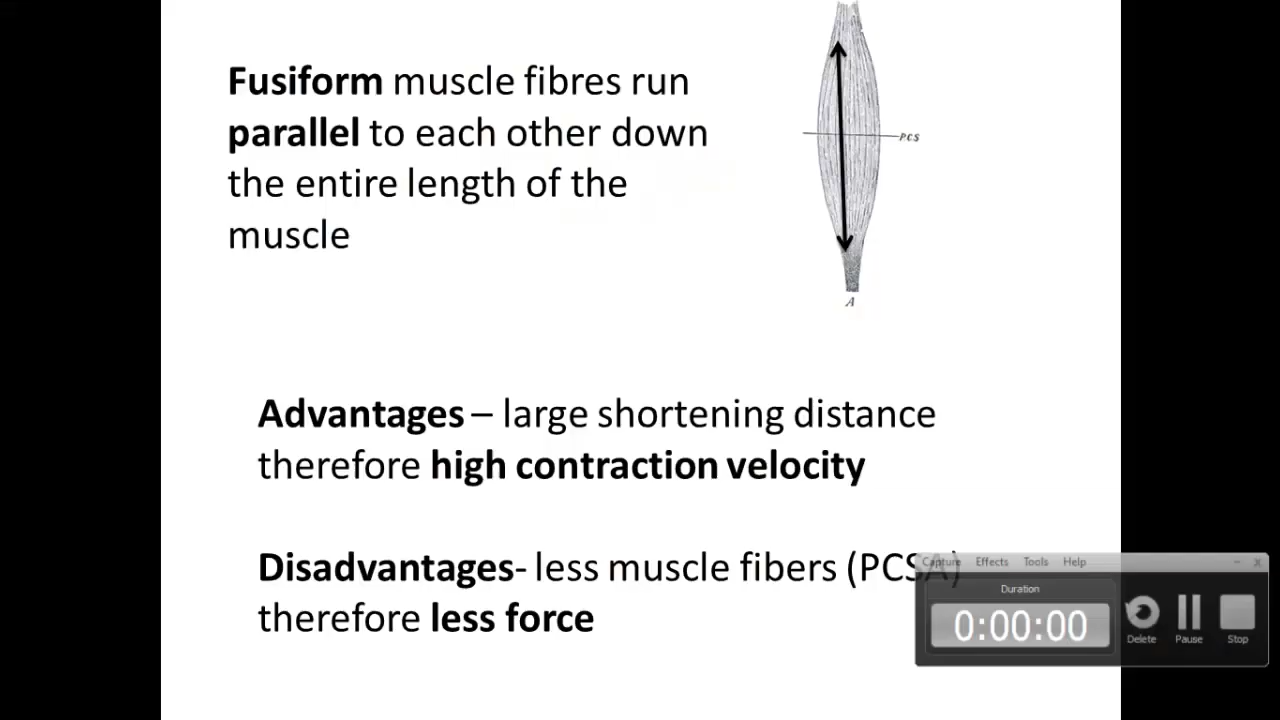 Fusiform muscle fibres run
parallel to each other down
the entire length of the
muscle
PCS
A
Advantages – large shortening distance
therefore high contraction velocity
Disadvantages- less muscle fibers (PCSA)
therefore less force
Capture Effects Tools Help
Duration
0:00:00
Delete Pause Stop